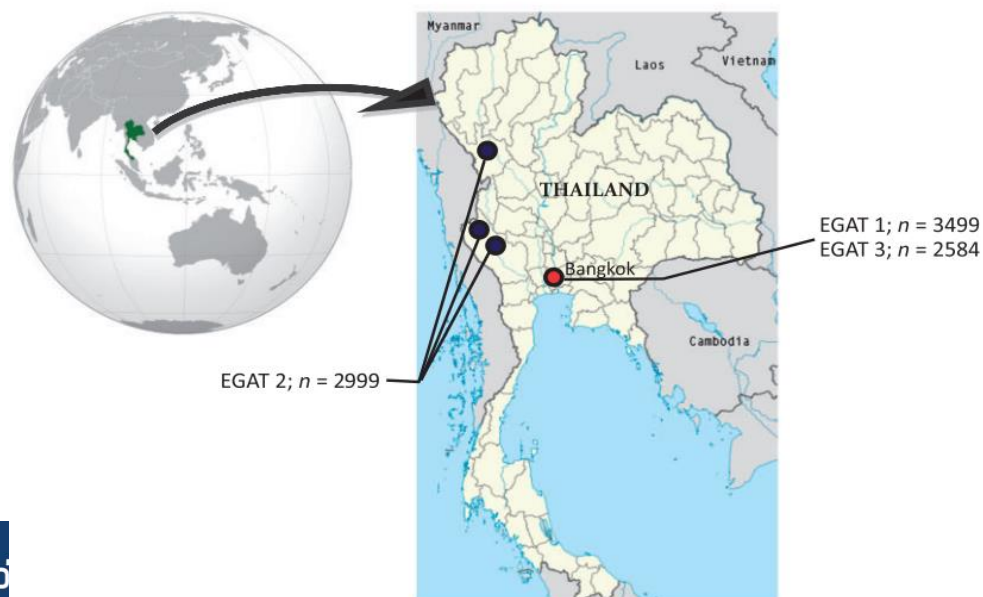 Myanmar
Laos
Vietnam
THAILAND
EGAT 1; n = 3499
EGAT 3; n = 2584
Bangkok
Cambodia
EGAT 2; n = 2999